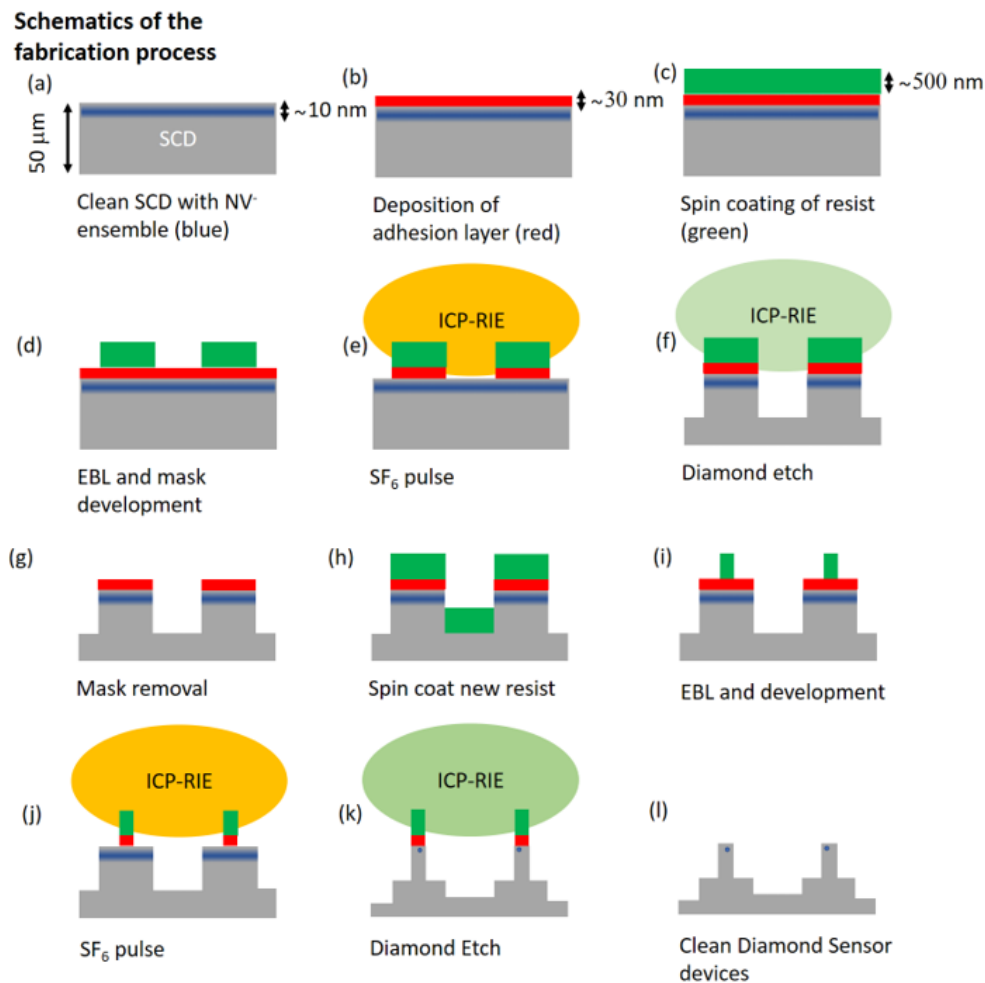 Schematics of the
fabrication process
(a)
50 μm
SCD
~10 nm
Clean SCD with NV-
ensemble (blue)
(b)
~30 nm
Deposition of
adhesion layer (red)
(c)
~500 nm
Spin coating of resist
(green)
(d)
EBL and mask
development
(e)
ICP-RIE
SF6 pulse
(f)
ICP-RIE
Diamond etch
(g)
Mask removal
(h)
Spin coat new resist
(i)
EBL and development
(j)
ICP-RIE
SF6 pulse
(k)
ICP-RIE
Diamond Etch
(l)
Clean Diamond Sensor
devices